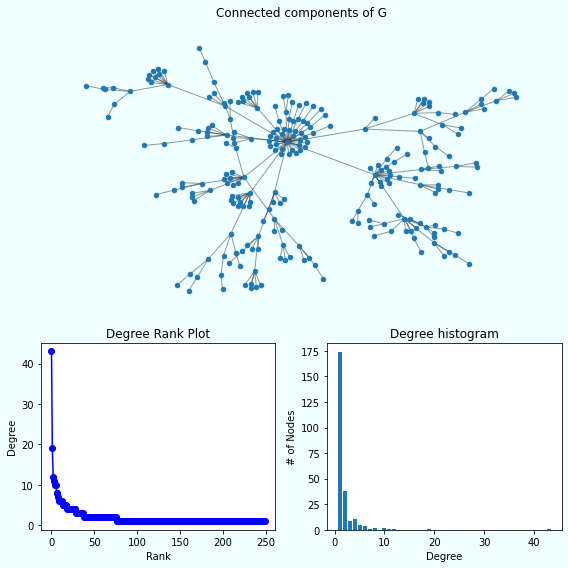 Connected components of G
Degree Rank Plot
Degree
40
30
20
10
0
0 50 100 150 200 250
Rank
Degree histogram
# of Nodes
175
150
125
100
75
50
25
0
0 10 20 30 40
Degree